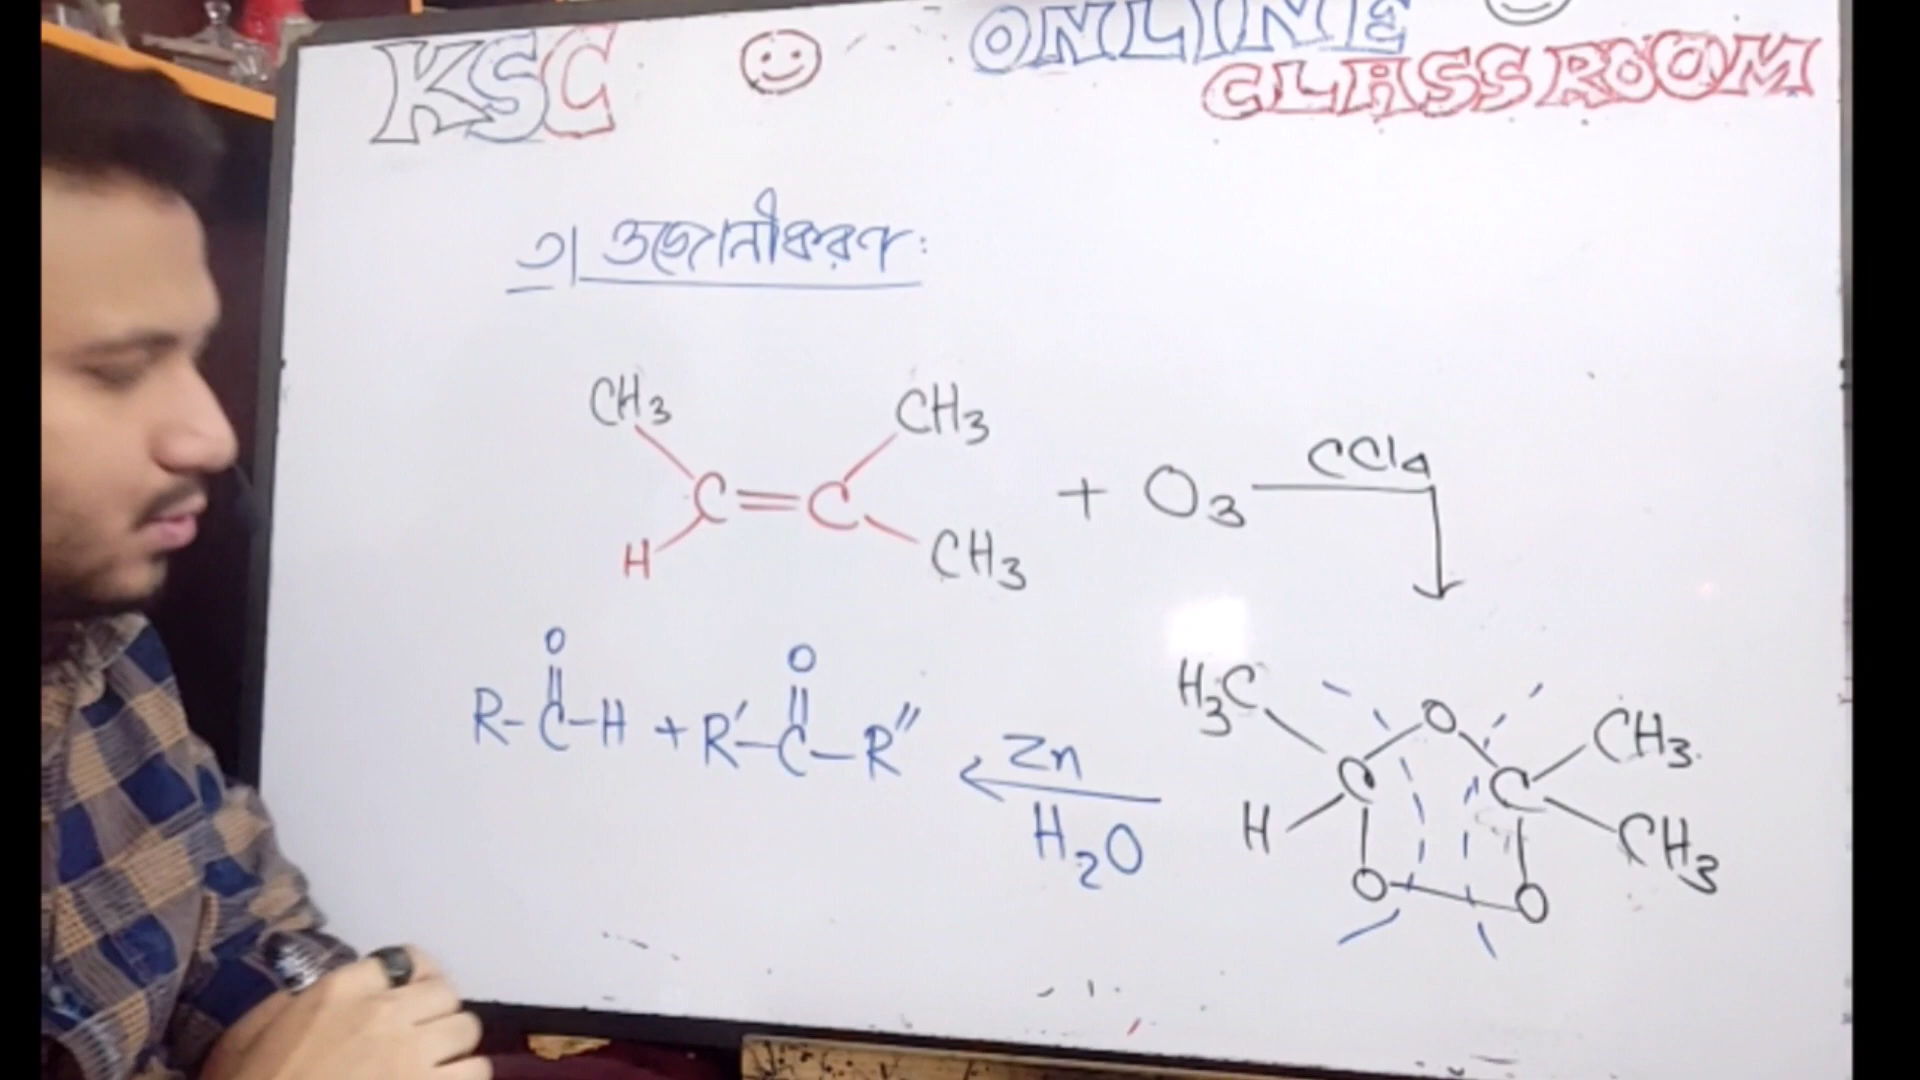 KSC ONLINE
CLASS ROOM
৩। ওজোনীকরণ:
CH3 CH3
C=C + O3 CCl4
H CH3
O O
R-C-H + R'-C-R'' Zn
H2O
H3C O CH3
C C
H CH3
O O